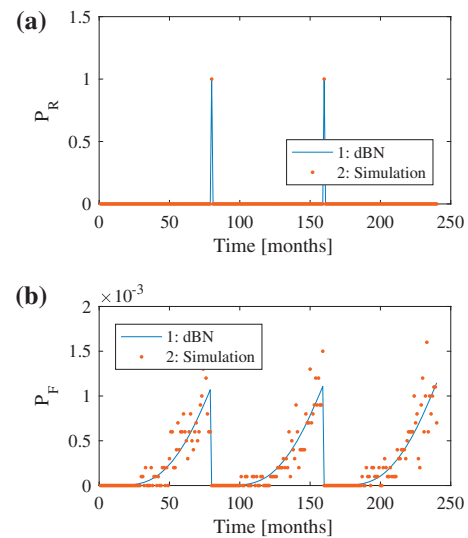 (a)
1.5
1
0.5
0
P_R
1: dBN
2: Simulation
0 50 100 150 200 250
Time [months]
(b)
×10⁻³
2
1.5
1
0.5
0
P_F
1: dBN
2: Simulation
0 50 100 150 200 250
Time [months]